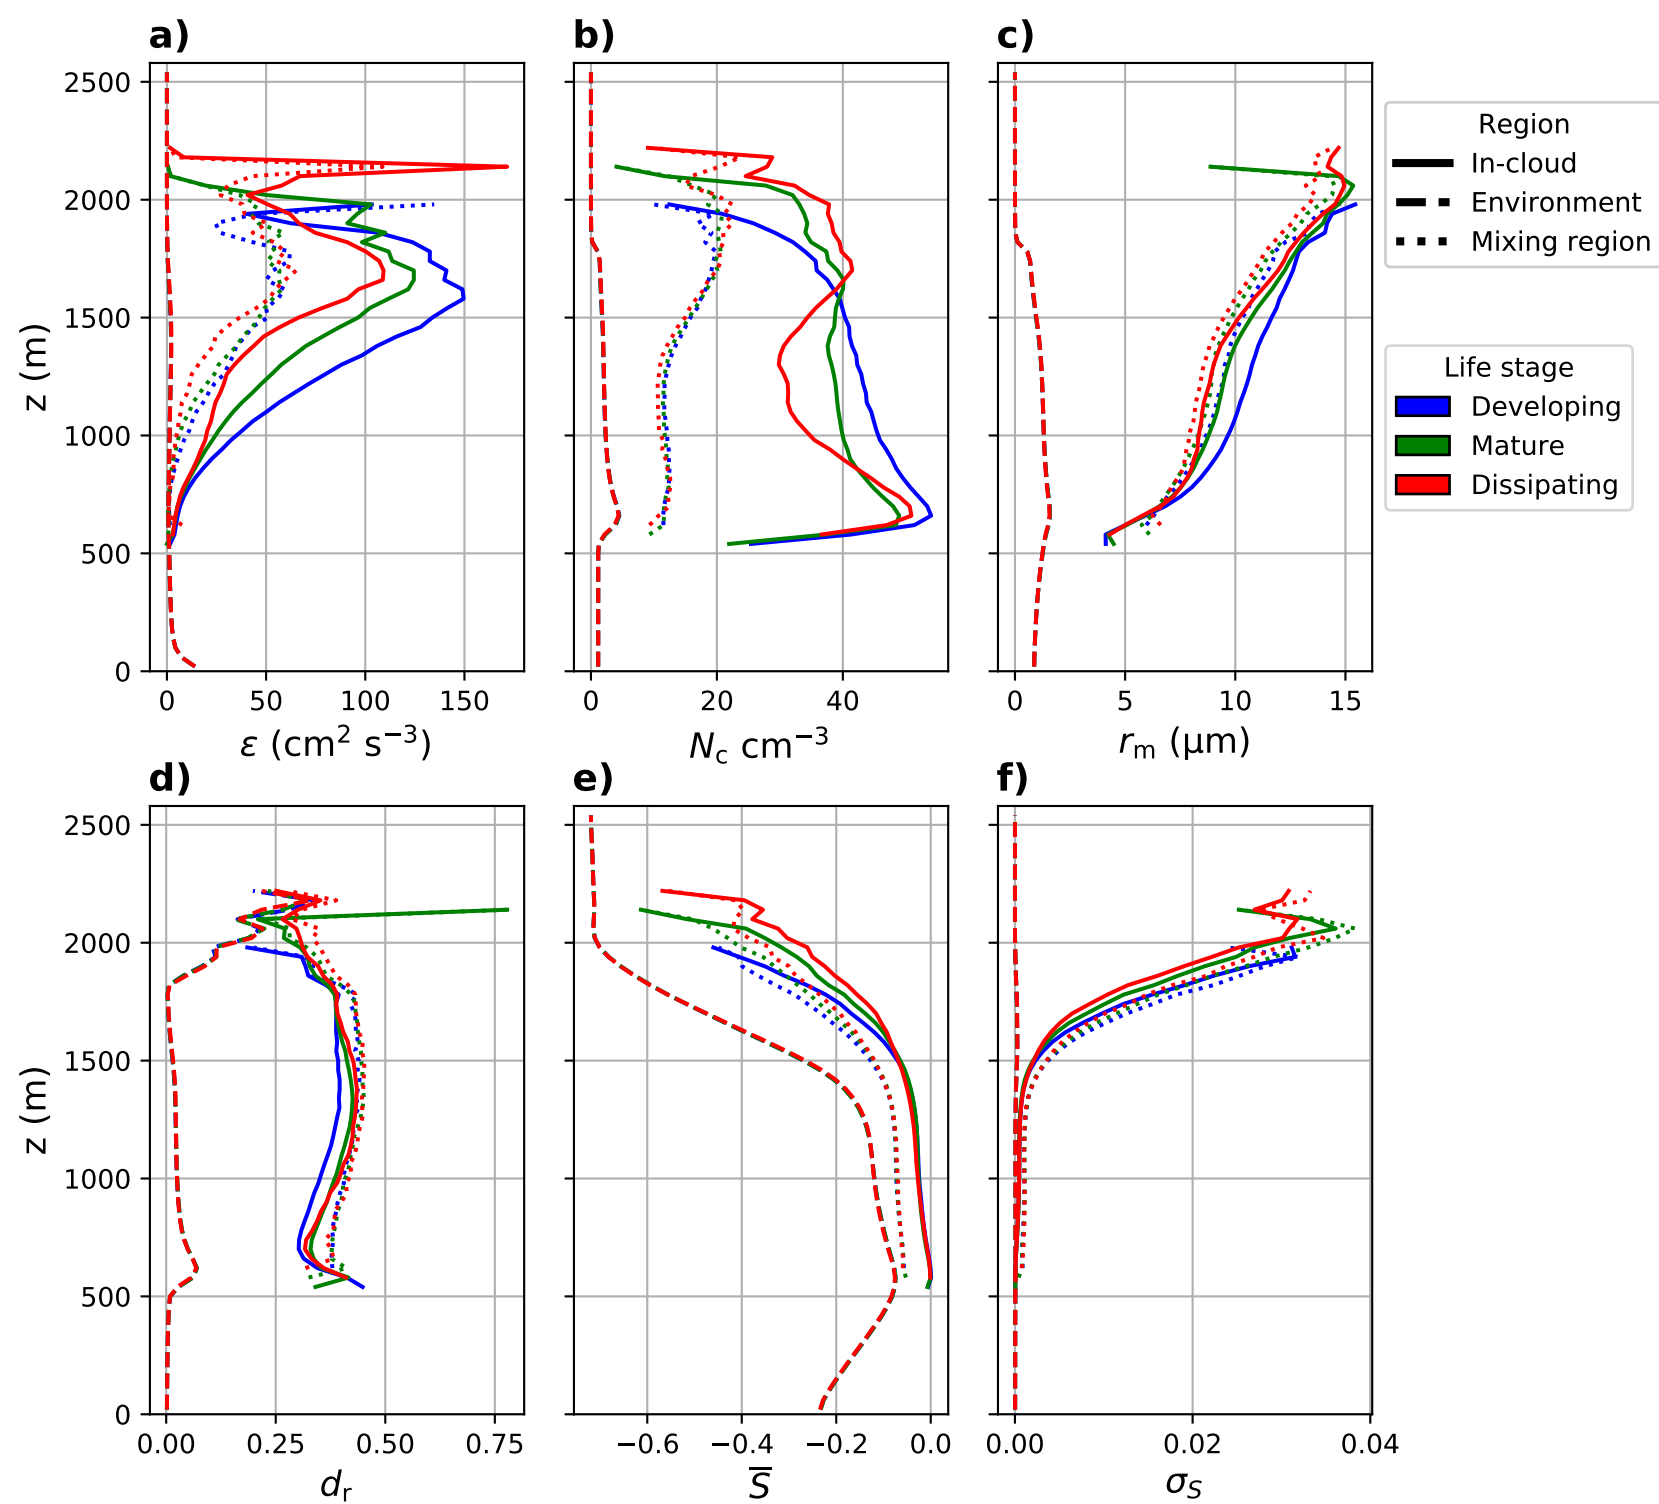 a)
b)
c)
2500
2000
1500
1000
500
0
z (m)
0 50 100 150
ε (cm² s⁻³)
0 20 40
N_c cm⁻³
0 5 10 15
r_m (μm)
Region
In-cloud
Environment
Mixing region
Life stage
Developing
Mature
Dissipating
d)
e)
f)
2500
2000
1500
1000
500
0
z (m)
0.00 0.25 0.50 0.75
d_r
−0.6 −0.4 −0.2 0.0
S̅
0.00 0.02 0.04
σ_S